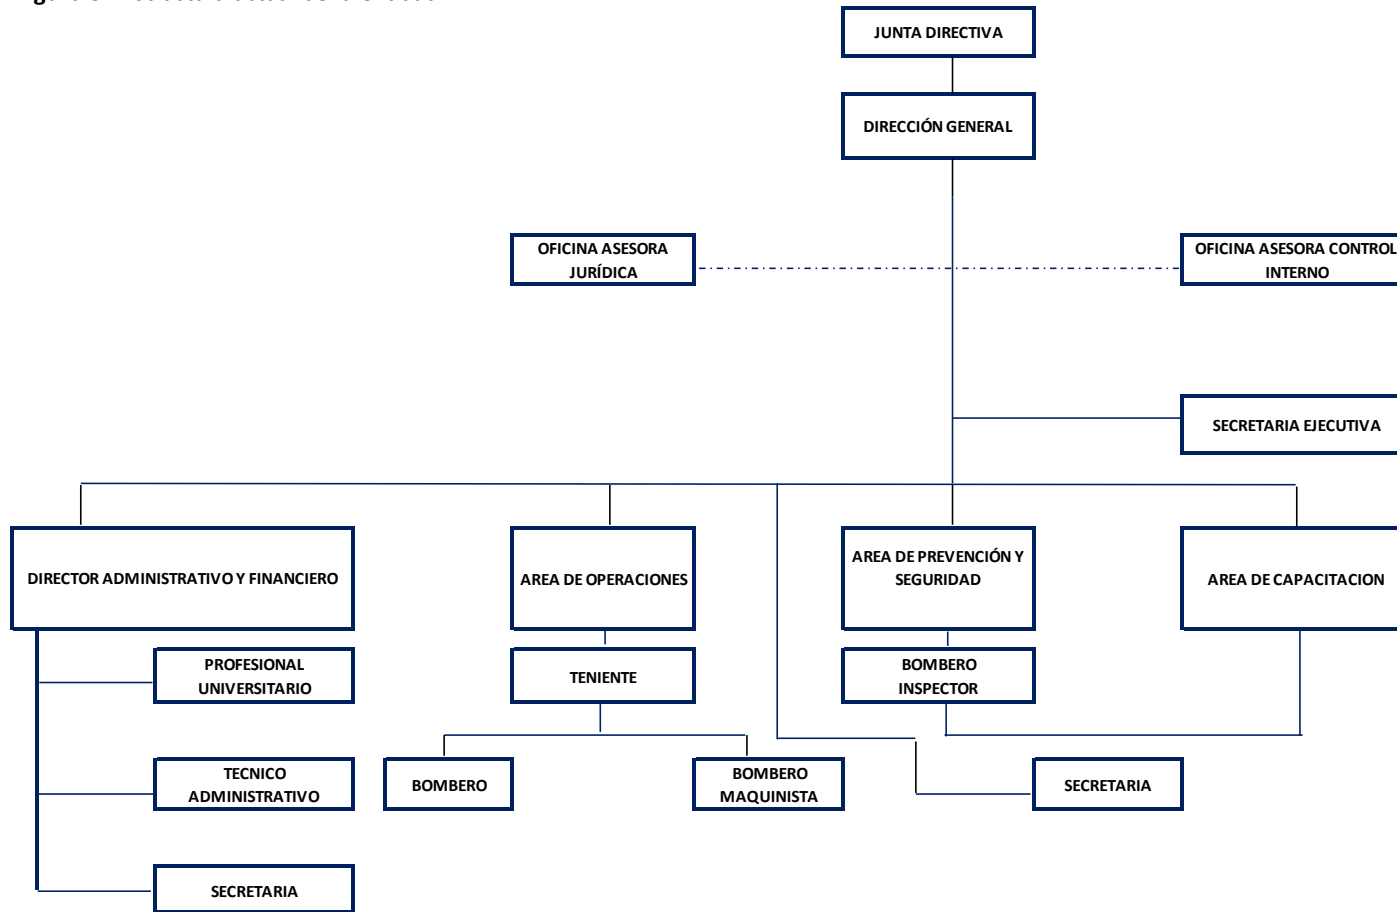 JUNTA DIRECTIVA
DIRECCIÓN GENERAL
OFICINA ASESORA
JURÍDICA
OFICINA ASESORA CONTROL
INTERNO
SECRETARIA EJECUTIVA
DIRECTOR ADMINISTRATIVO Y FINANCIERO
AREA DE OPERACIONES
AREA DE PREVENCIÓN Y
SEGURIDAD
AREA DE CAPACITACION
PROFESIONAL
UNIVERSITARIO
TENIENTE
BOMBERO
INSPECTOR
TECNICO
ADMINISTRATIVO
BOMBERO
BOMBERO
MAQUINISTA
SECRETARIA
SECRETARIA